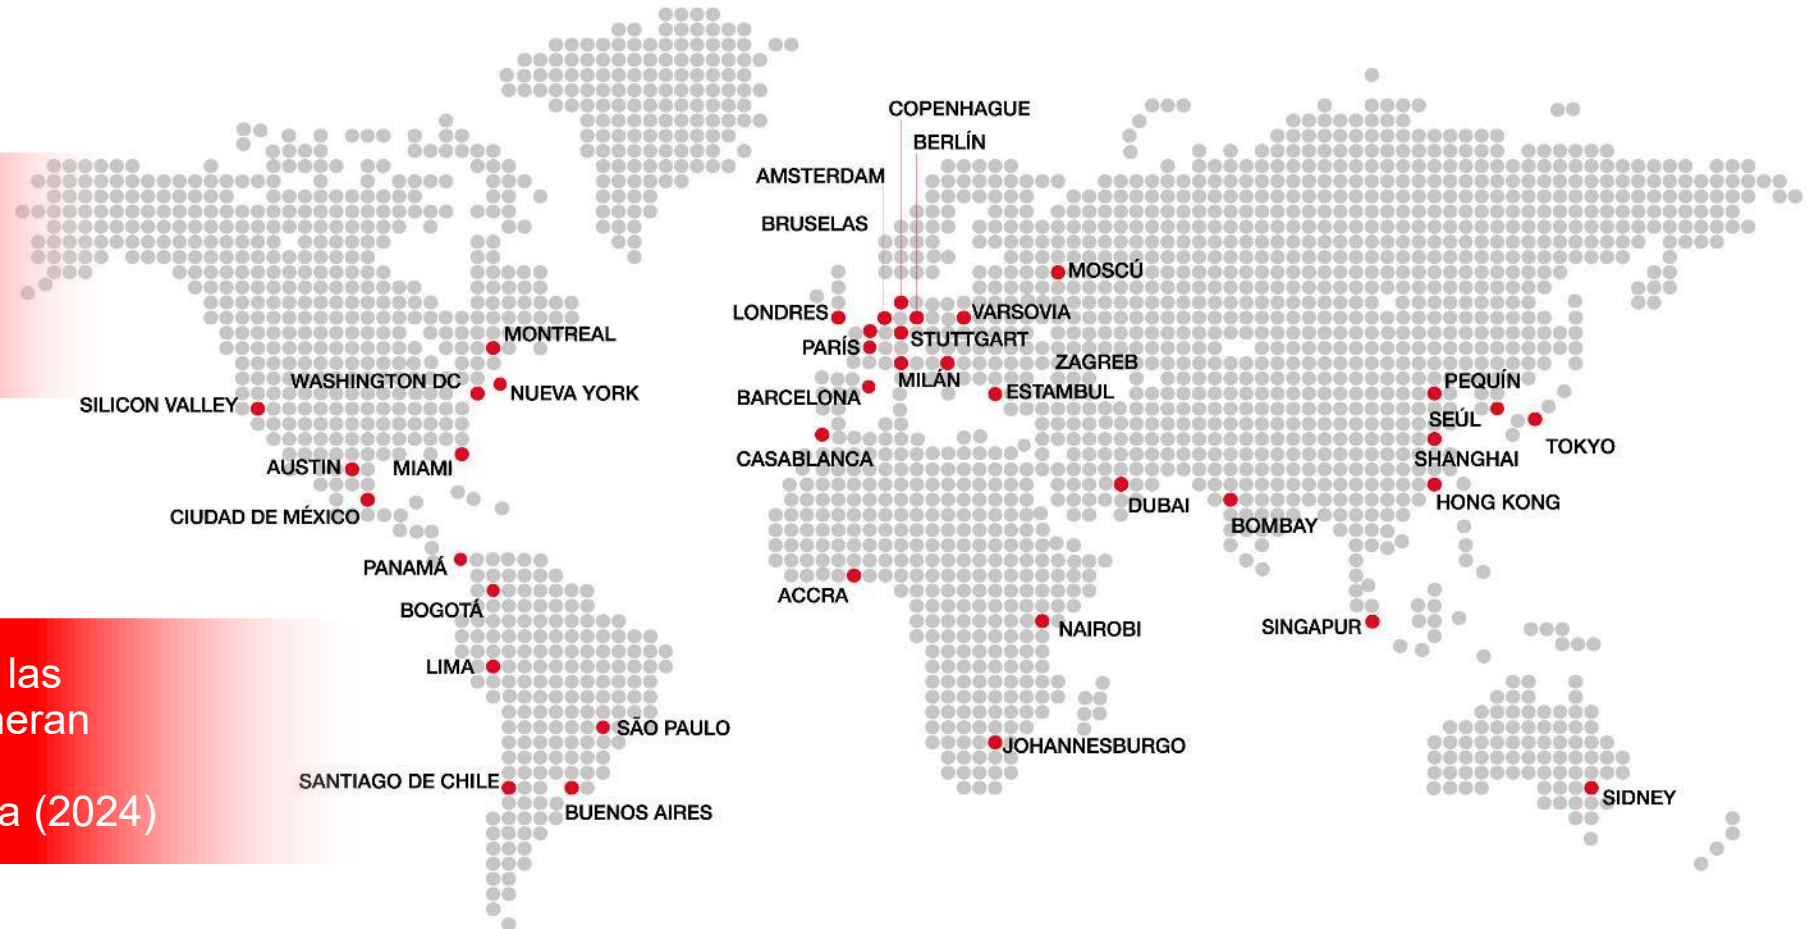 COPENHAGUE
BERLÍN
AMSTERDAM
BRUSELAS
MOSCÚ
LONDRES
VARSOVIA
STUTTGART
PARÍS
ZAGREB
MILÁN
BARCELONA
ESTAMBUL
CASABLANCA
MONTREAL
WASHINGTON DC
NUEVA YORK
SILICON VALLEY
AUSTIN
MIAMI
CIUDAD DE MÉXICO
PANAMÁ
BOGOTÁ
LIMA
SÃO PAULO
SANTIAGO DE CHILE
BUENOS AIRES
ACCRA
NAIROBI
JOHANNESBURGO
DUBAI
BOMBAY
PEQUÍN
SEÚL
TOKYO
SHANGHAI
HONG KONG
SINGAPUR
SIDNEY
las
neran
a (2024)